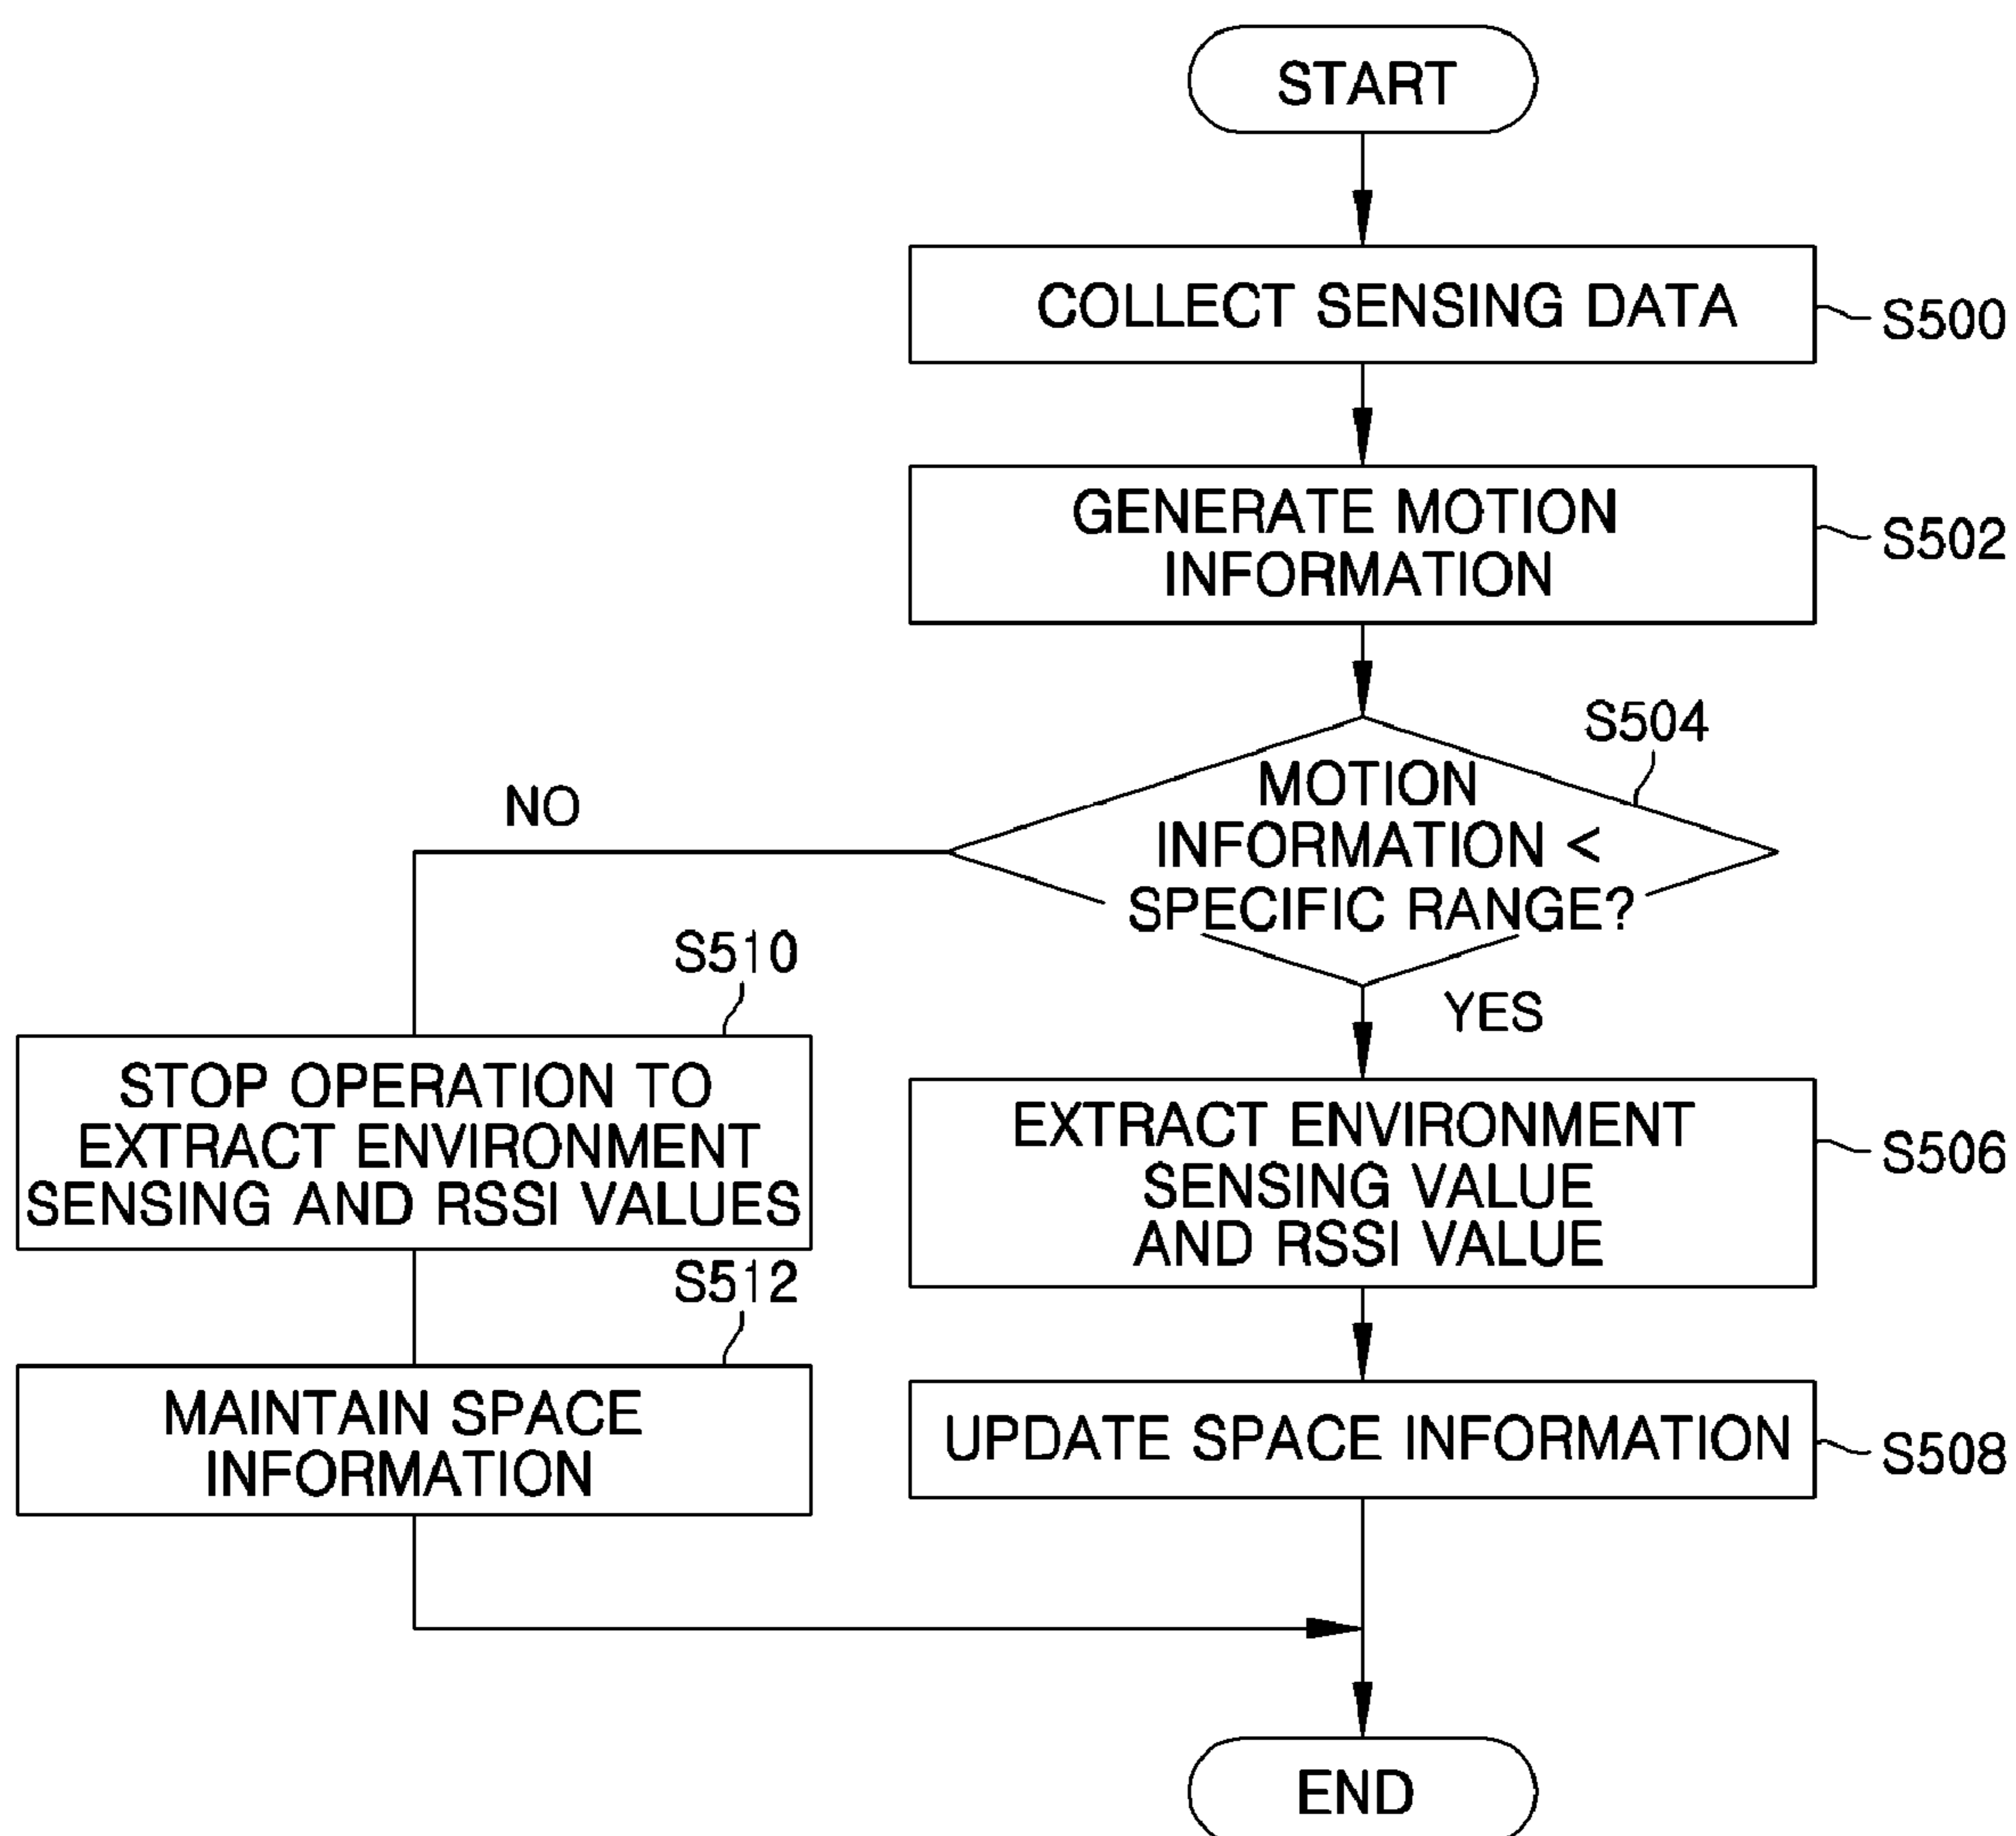 START
COLLECT SENSING DATA
S500
GENERATE MOTION
INFORMATION
S502
S504
MOTION
INFORMATION <
SPECIFIC RANGE?
NO
YES
S510
STOP OPERATION TO
EXTRACT ENVIRONMENT
SENSING AND RSSI VALUES
EXTRACT ENVIRONMENT
SENSING VALUE
AND RSSI VALUE
S506
S512
MAINTAIN SPACE
INFORMATION
UPDATE SPACE INFORMATION
S508
END